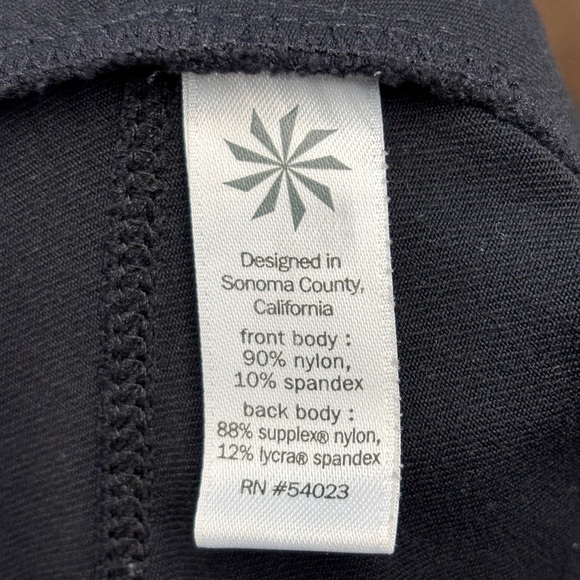 Designed in
Sonoma County,
California
front body :
90% nylon,
10% spandex
back body :
88% supplex® nylon,
12% lycra® spandex
RN #54023